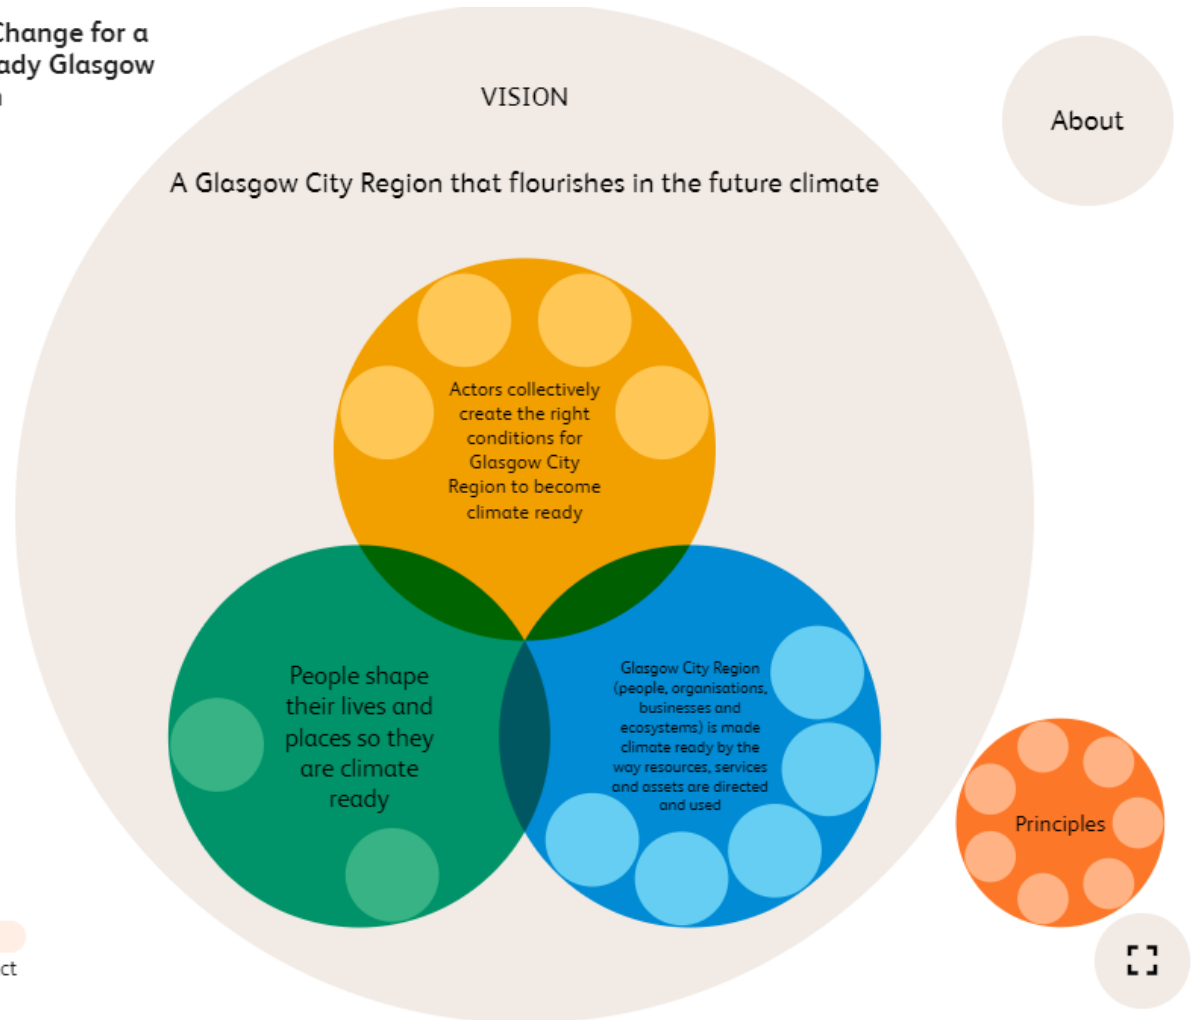 Change for a
ady Glasgow
VISION
About
A Glasgow City Region that flourishes in the future climate
Actors collectively
create the right
conditions for
Glasgow City
Region to become
climate ready
People shape
their lives and
places so they
are climate
ready
Glasgow City Region
(people, organisations,
businesses and
ecosystems) is made
climate ready by the
way resources, services
and assets are directed
and used
Principles
ct